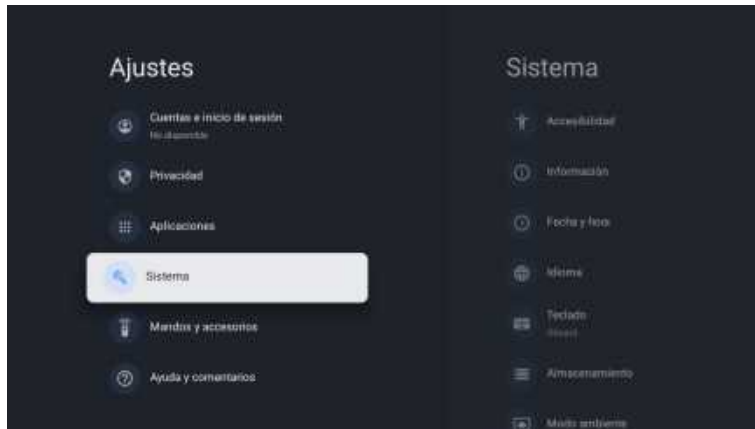 Ajustes
Cuentas e inicio de sesión
No disponible
Privacidad
Aplicaciones
Sistema
Mandos y accesorios
Ayuda y comentarios
Sistema
Accesibilidad
Información
Fecha y hora
Idioma
Teclado
Almacenamiento
Modo ambiente